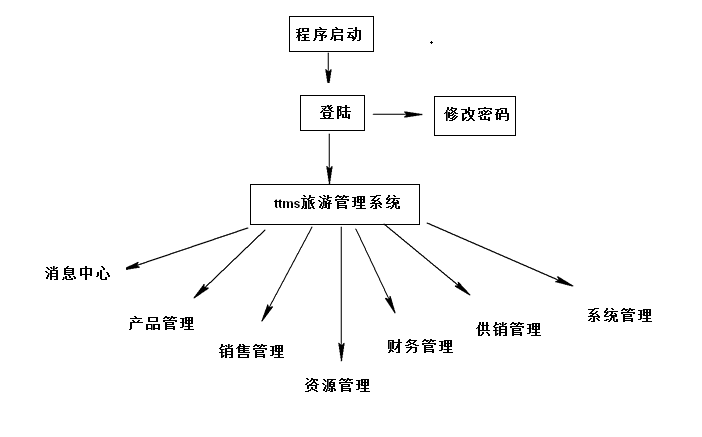 程序启动
登陆
修改密码
ttms旅游管理系统
消息中心
产品管理
销售管理
资源管理
财务管理
供销管理
系统管理